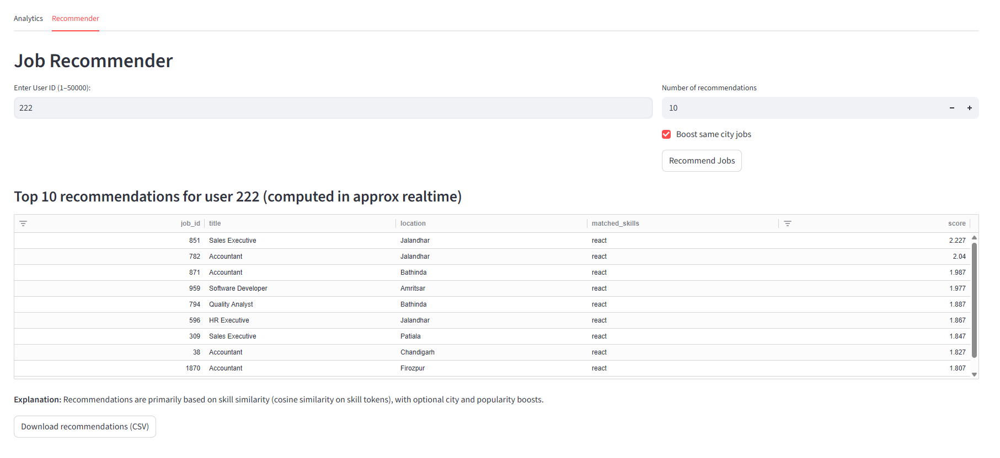 Analytics Recommender
Job Recommender
Enter User ID (1–50000): Number of recommendations
222 10 − +
Boost same city jobs
Recommend Jobs
Top 10 recommendations for user 222 (computed in approx realtime)
job_id title location matched_skills score
851 Sales Executive Jalandhar react 2.227
782 Accountant Jalandhar react 2.04
871 Accountant Bathinda react 1.987
959 Software Developer Amritsar react 1.977
794 Quality Analyst Bathinda react 1.887
596 HR Executive Jalandhar react 1.867
309 Sales Executive Patiala react 1.847
38 Accountant Chandigarh react 1.827
1870 Accountant Firozpur react 1.807
Explanation: Recommendations are primarily based on skill similarity (cosine similarity on skill tokens), with optional city and popularity boosts.
Download recommendations (CSV)